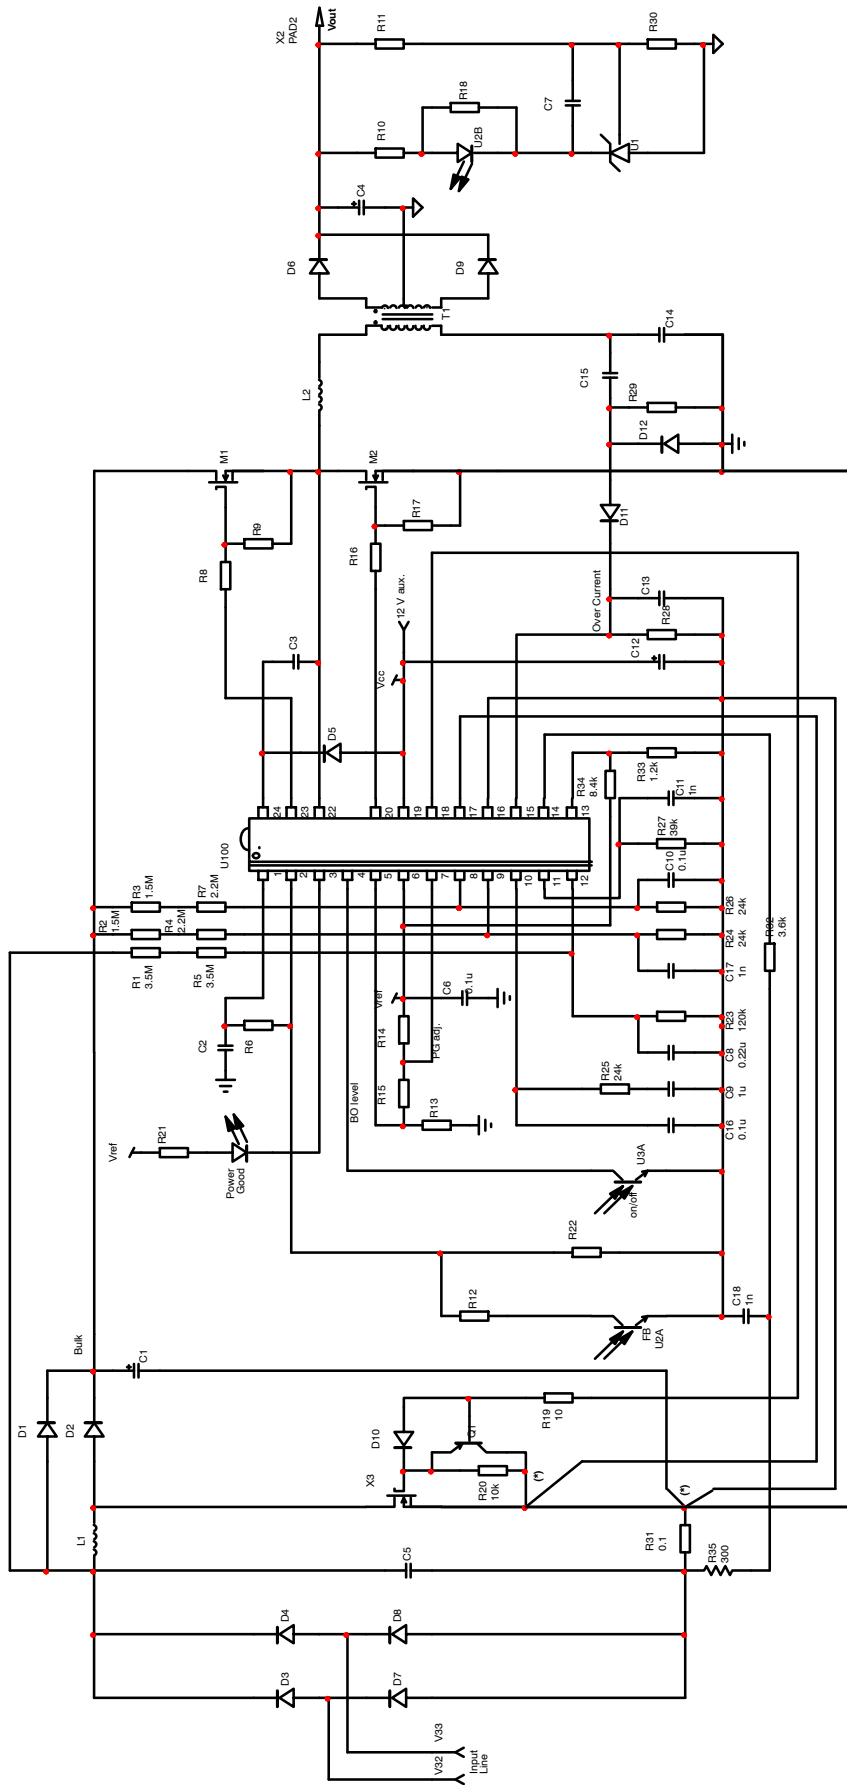 X2
PAD2
Vout
R11
R30
R18
C7
R10
U2B
U1
C4
D6
D9
T1
C14
C15
L2
R29
D12
M1
M2
R9
R17
D11
R8
R16
12 V aux.
Over Current
C13
R28
C12
C3
Vcc
D5
R34
8.4k
R33
1.2k
C11
1n
R27
39k
C10
0.1u
U100
24
23
22
20
19
18
17
16
15
14
13
1
2
3
4
5
6
7
8
9
10
11
12
R3
1.5M
R7
2.2M
R2
1.5M
R4
2.2M
R1
3.5M
R5
3.5M
R26
24k
R24
24k
R32
3.6k
C17
1n
Vref
C6
0.1u
R14
PG adj.
R23
120k
C2
R6
C8
0.22u
R25
24k
C9
1u
R15
R13
BO level
C16
0.1u
Vref
R21
Power
Good
U3A
on/off
R22
R12
C18
1n
FB
U2A
Bulk
C1
D1
D2
D10
Q1
R19
10
X3
R20
10k
(*)
(*)
L1
C5
R31
0.1
R35
300
D4
D8
D3
D7
V33
V32
Input
Line